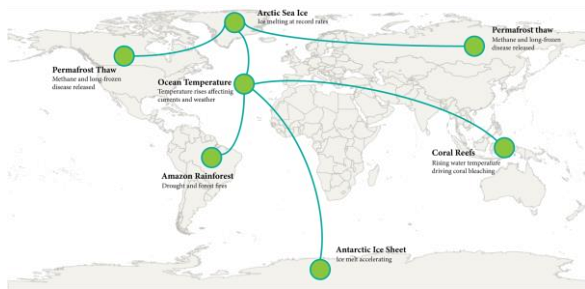 Arctic Sea Ice
Ice melting at record rates
Permafrost thaw
Methane and long-frozen
disease released
Permafrost Thaw
Methane and long-frozen
disease released
Ocean Temperature
Temperature rises affecting
currents and weather
Coral Reefs
Rising water temperature
driving coral bleaching
Amazon Rainforest
Drought and forest fires
Antarctic Ice Sheet
Ice melt accelerating